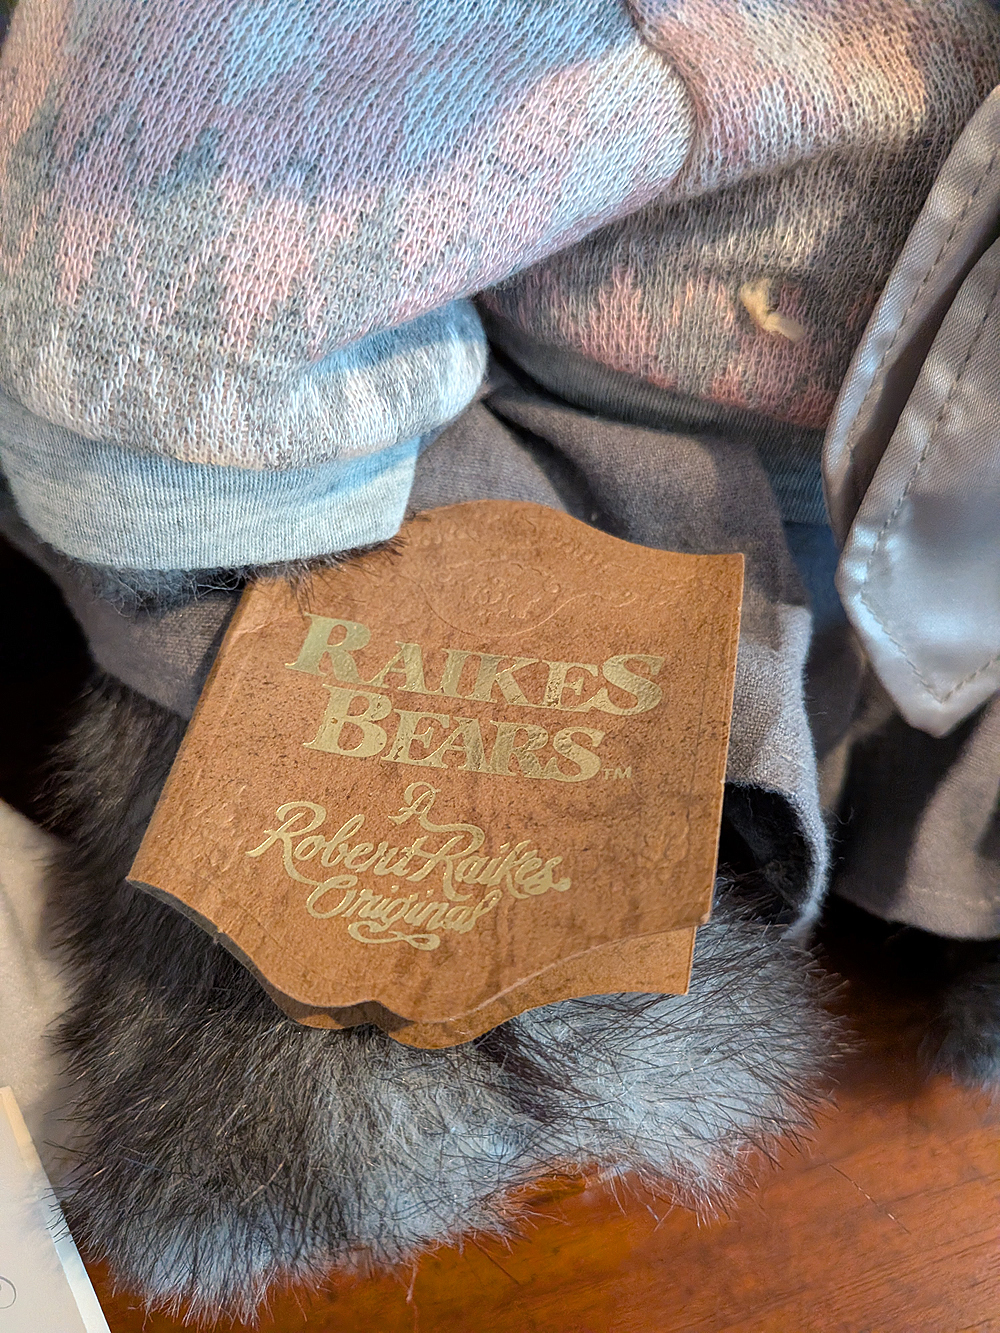 RAIKES
BEARS™
A
Robert Raikes
Original